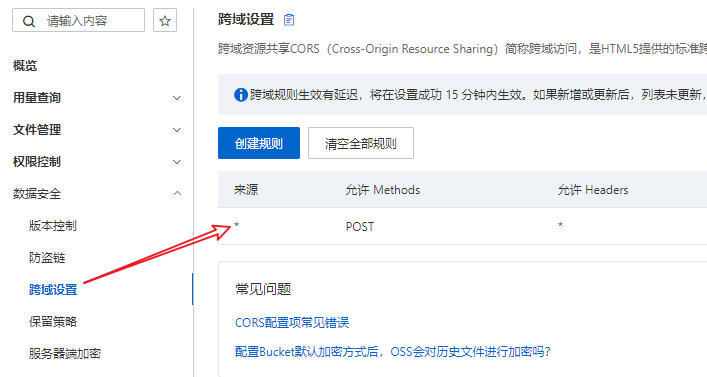 请输入内容
概览
用量查询
文件管理
权限控制
数据安全
版本控制
防盗链
跨域设置
保留策略
服务器端加密
跨域设置
跨域资源共享CORS（Cross-Origin Resource Sharing）简称跨域访问，是HTML5提供的标准跨
跨域规则生效有延迟，将在设置成功 15 分钟内生效。如果新增或更新后，列表未更新，
创建规则 清空全部规则
来源 允许 Methods 允许 Headers
* POST *
常见问题
CORS配置项常见错误
配置Bucket默认加密方式后，OSS会对历史文件进行加密吗?